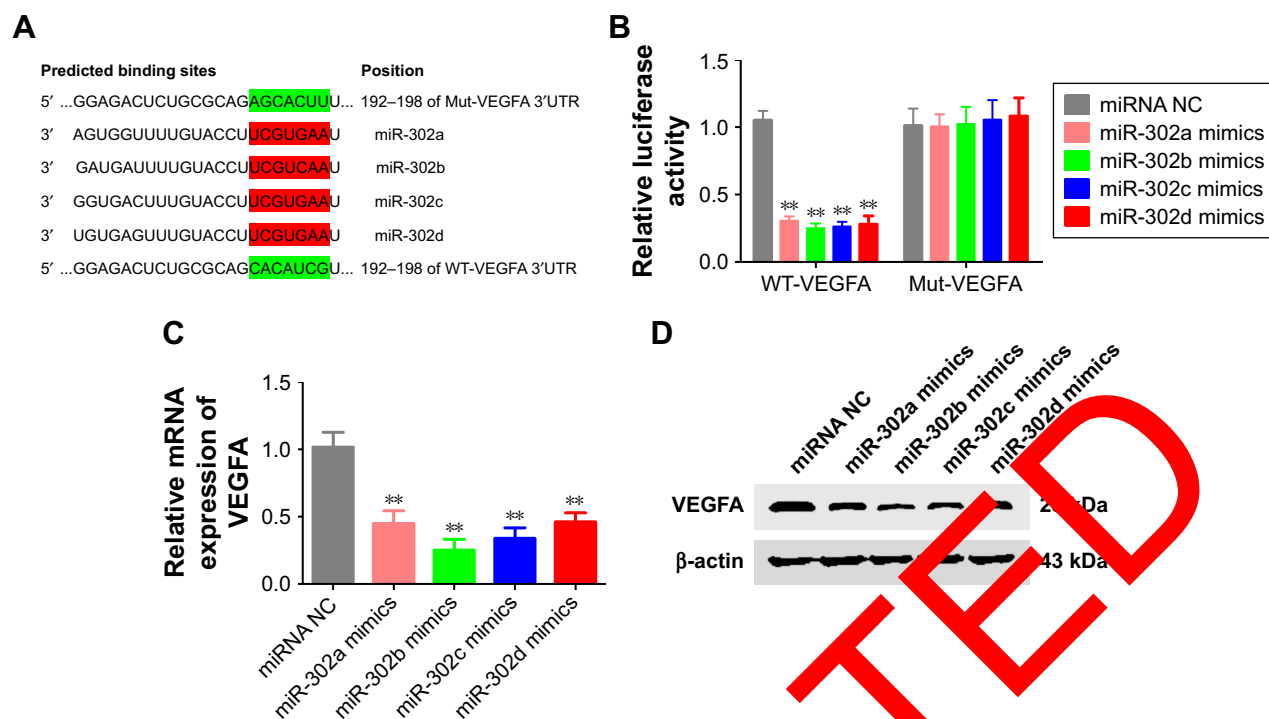 A
Predicted binding sites Position
5′ ...GGAGACUCUGCGCAGAGCACUUU... 192–198 of Mut-VEGFA 3′UTR
3′ AGUGGUUUUGUACCUUCGUGAAU miR-302a
3′ GAUGAUUUUGUACCUUCGUCAAU miR-302b
3′ GGUGACUUUGUACCUUCGUGAAU miR-302c
3′ UGUGAGUUUGUACCUUCGUGAAU miR-302d
5′ ...GGAGACUCUGCGCAGCACAUCGU... 192–198 of WT-VEGFA 3′UTR
B
Relative luciferase
activity
1.5
1.0
0.5
0.0
** ** ** **
WT-VEGFA Mut-VEGFA
miRNA NC
miR-302a mimics
miR-302b mimics
miR-302c mimics
miR-302d mimics
C
Relative mRNA
expression of
VEGFA
1.5
1.0
0.5
0.0
** ** ** **
miRNA NC
miR-302a mimics
miR-302b mimics
miR-302c mimics
miR-302d mimics
D
miRNA NC
miR-302a mimics
miR-302b mimics
miR-302c mimics
miR-302d mimics
VEGFA kDa
β-actin 43 kDa
TED